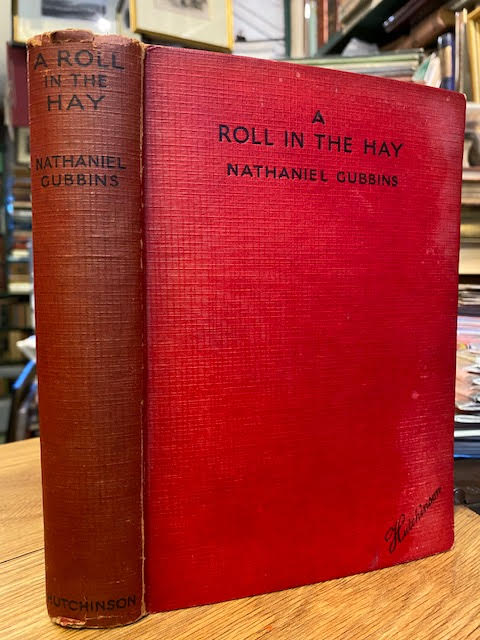 A ROLL
IN THE
HAY
NATHANIEL
GUBBINS
HUTCHINSON
A
ROLL IN THE HAY
NATHANIEL GUBBINS
Hutchinson